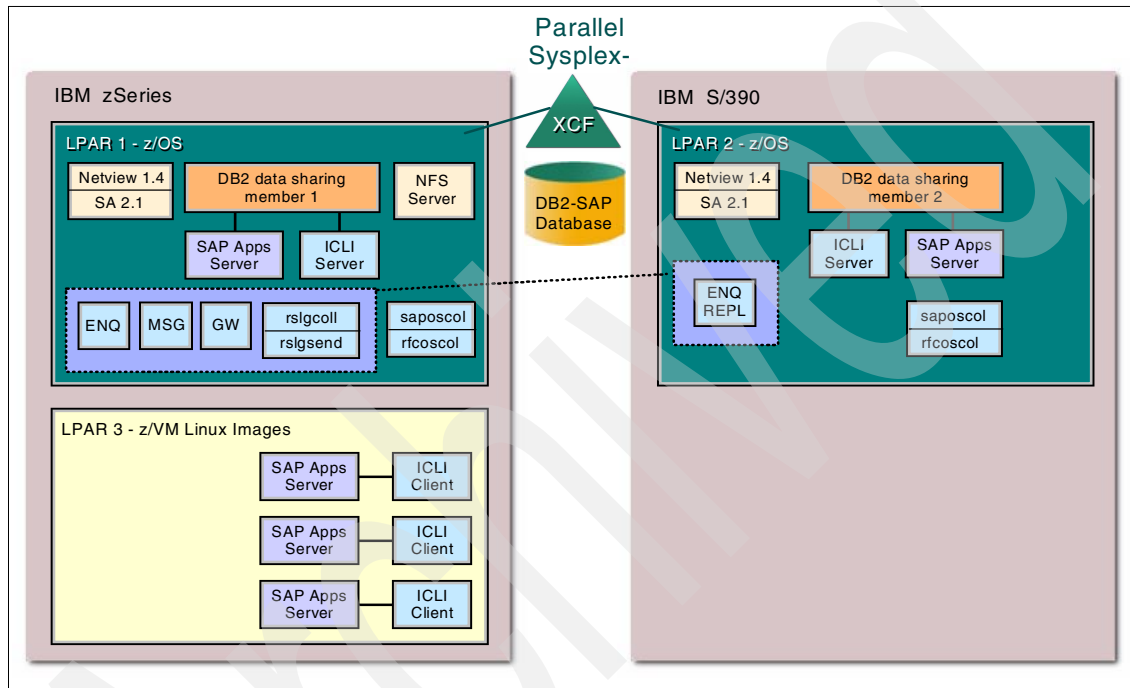 Parallel
Sysplex-
XCF
DB2-SAP
Database
IBM zSeries
LPAR 1 - z/OS
Netview 1.4
SA 2.1
DB2 data sharing
member 1
NFS
Server
SAP Apps
Server
ICLI
Server
ENQ
MSG
GW
rslgcoll
rslgsend
saposcol
rfcoscol
LPAR 3 - z/VM Linux Images
SAP Apps
Server
ICLI
Client
SAP Apps
Server
ICLI
Client
SAP Apps
Server
ICLI
Client
IBM S/390
LPAR 2 - z/OS
Netview 1.4
SA 2.1
DB2 data sharing
member 2
ICLI
Server
SAP Apps
Server
ENQ
REPL
saposcol
rfcoscol